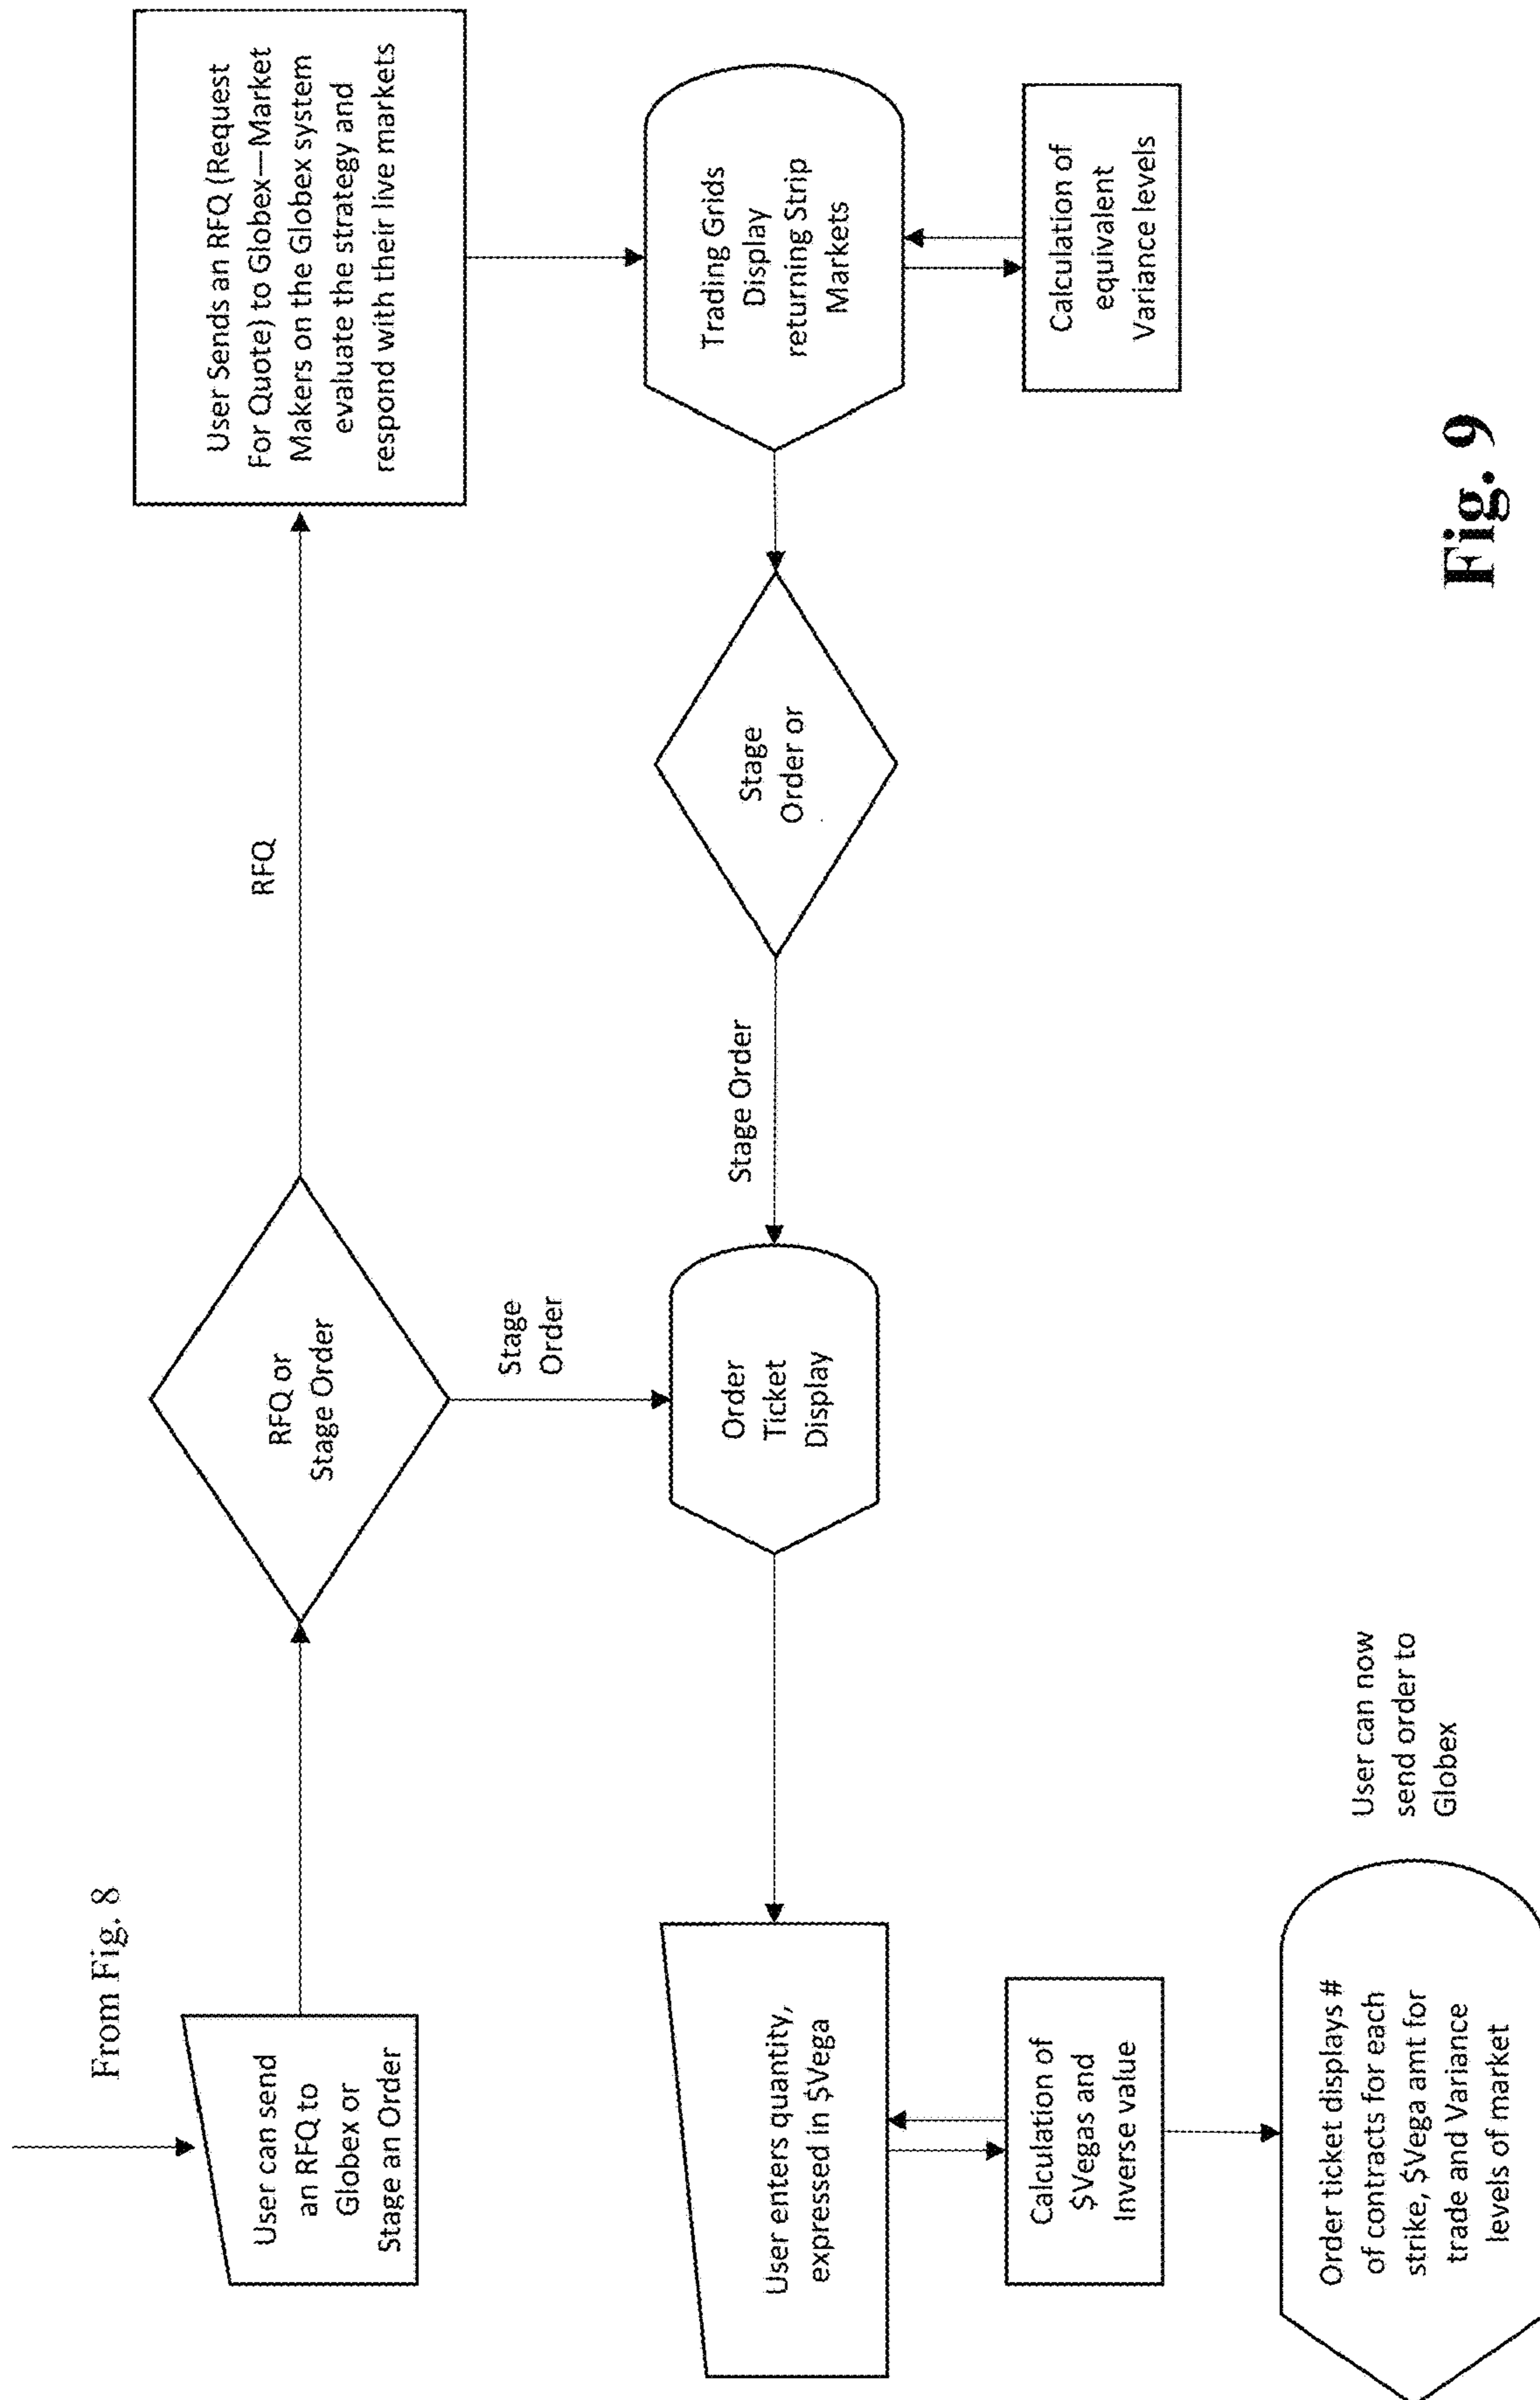 From Fig. 8
User can send
an RFQ to
Globex or
Stage an Order
RFQ or
Stage Order
RFQ
User Sends an RFQ (Request
For Quote) to Globex—Market
Makers on the Globex system
evaluate the strategy and
respond with their live markets
Stage
Order
Trading Grids
Display
returning Strip
Markets
Calculation of
equivalent
Variance levels
Stage
Order or
Stage Order
Order
Ticket
Display
User enters quantity,
expressed in $Vega
Calculation of
$Vegas and
Inverse value
Order ticket displays #
of contracts for each
strike, $Vega amt for
trade and Variance
levels of market
User can now
send order to
Globex
Fig. 9